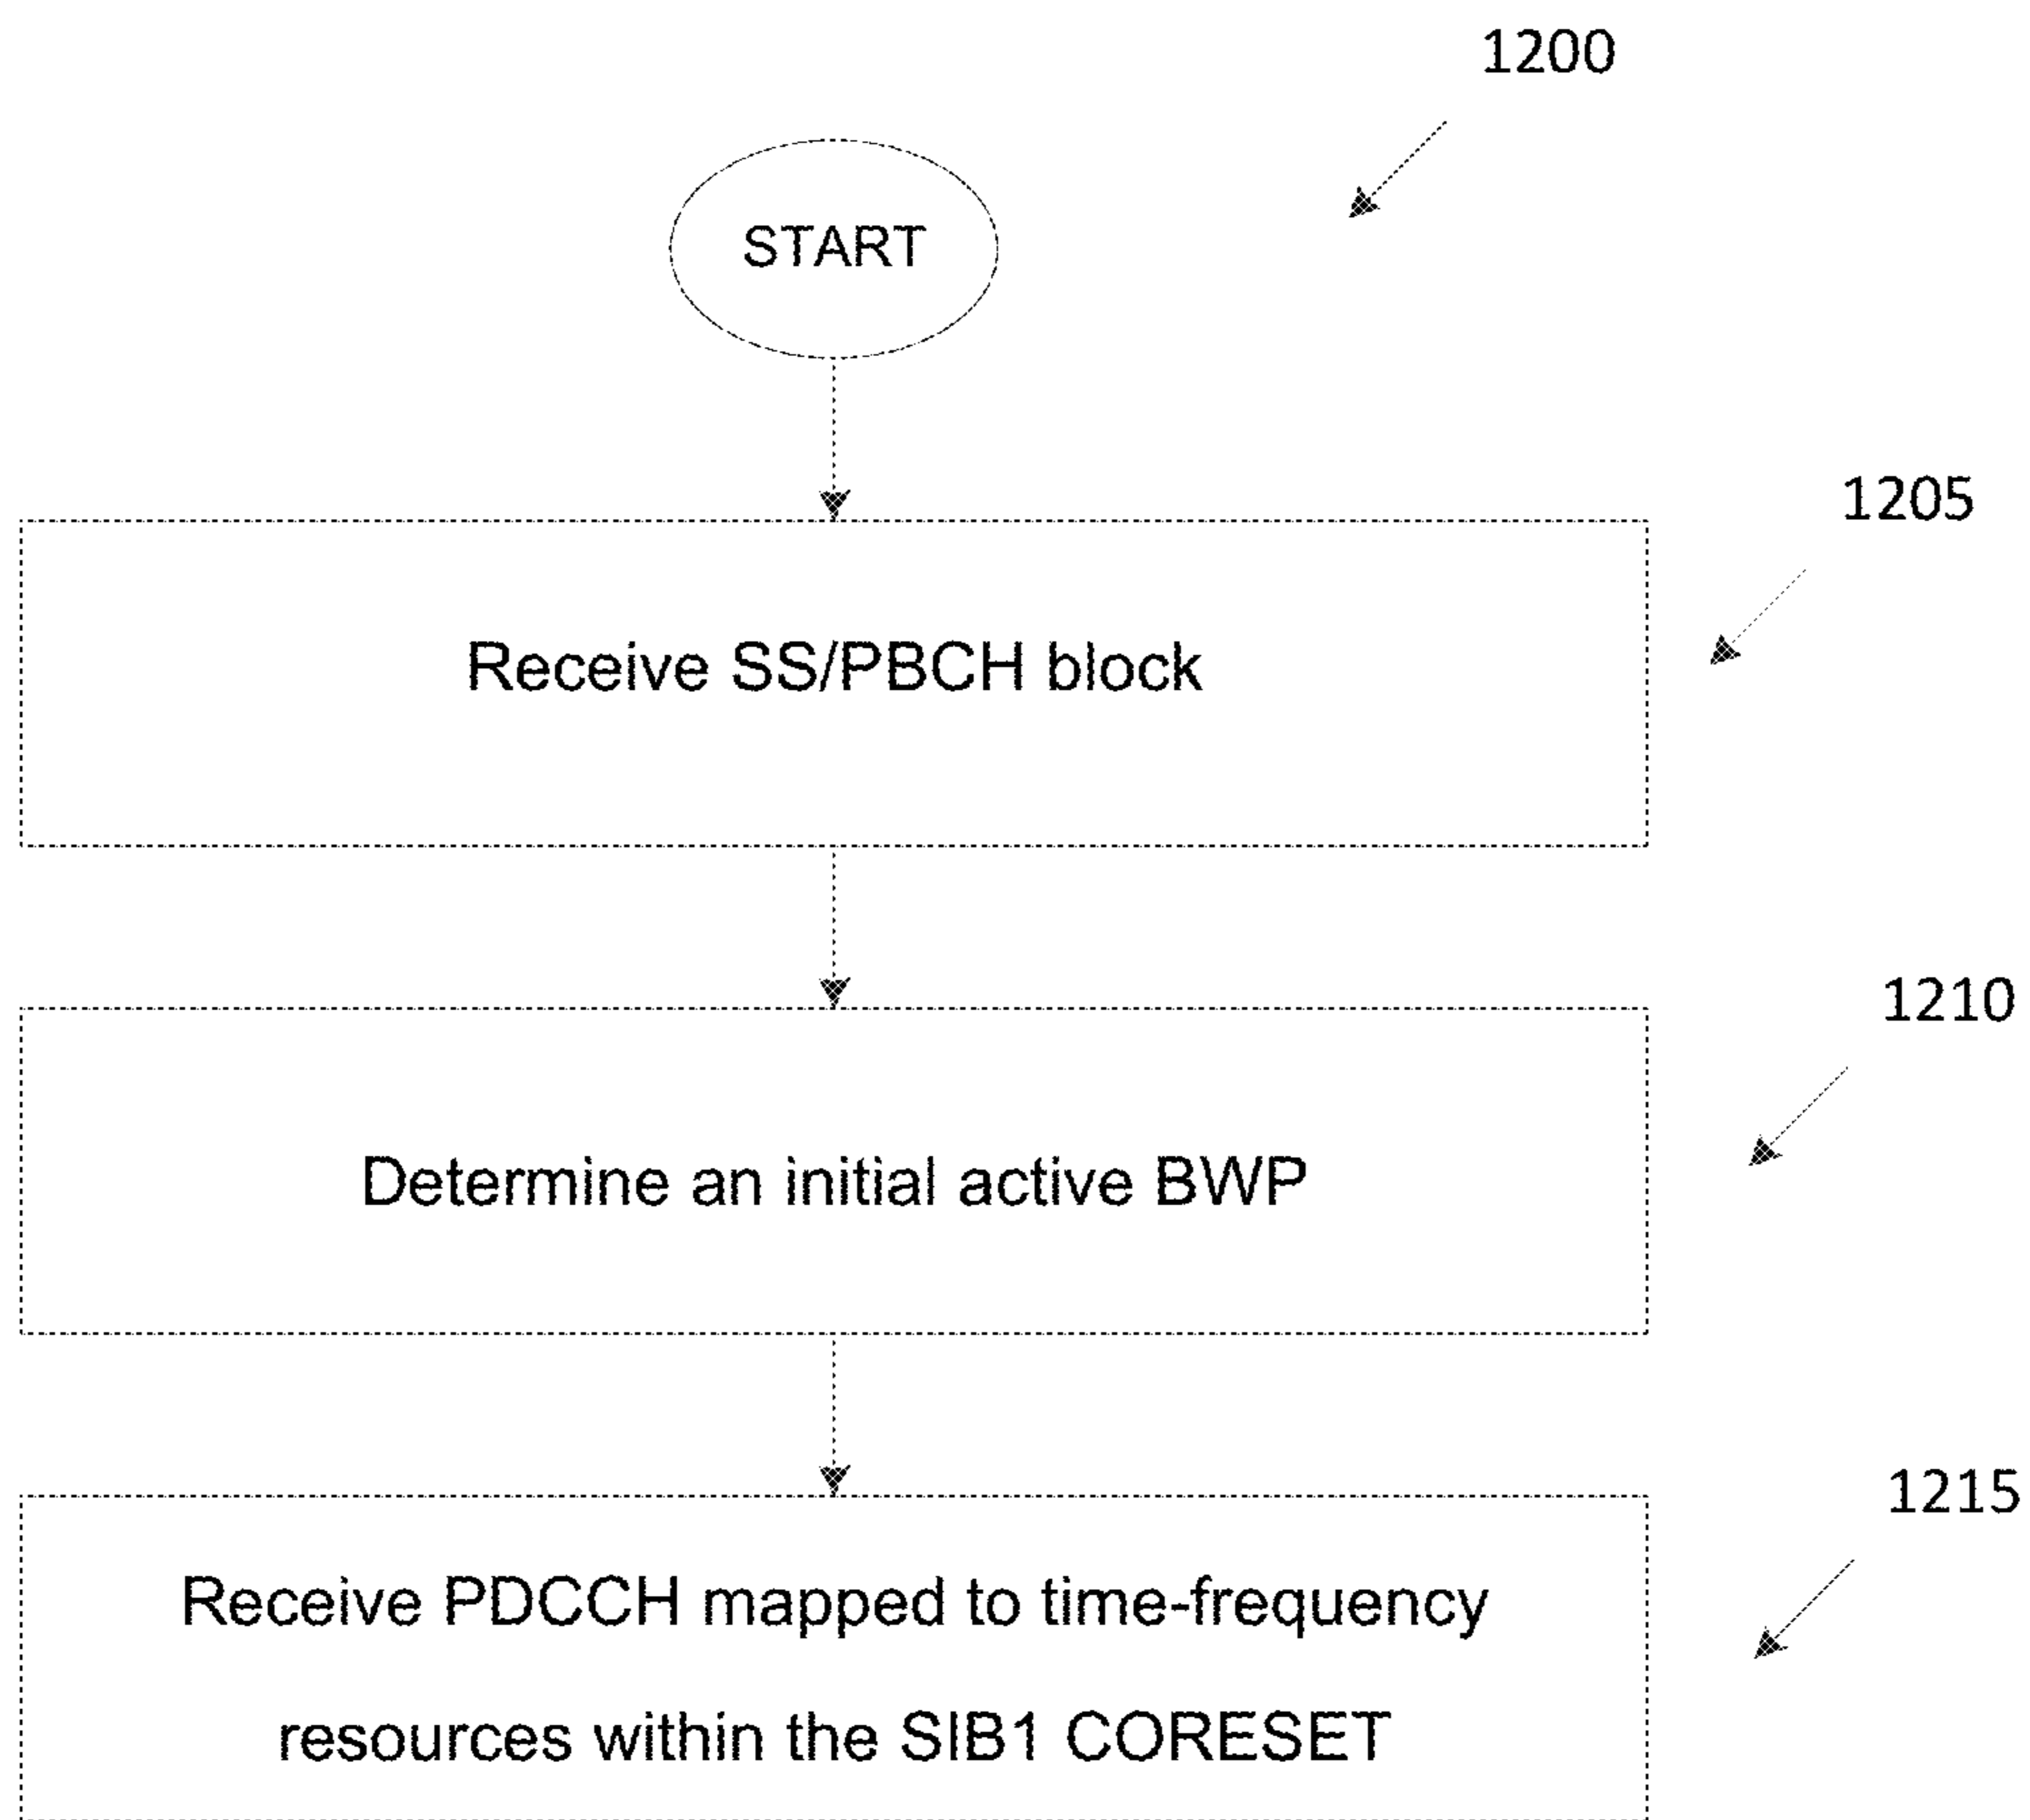 1200
START
1205
Receive SS/PBCH block
1210
Determine an initial active BWP
1215
Receive PDCCH mapped to time-frequency
resources within the SIB1 CORESET